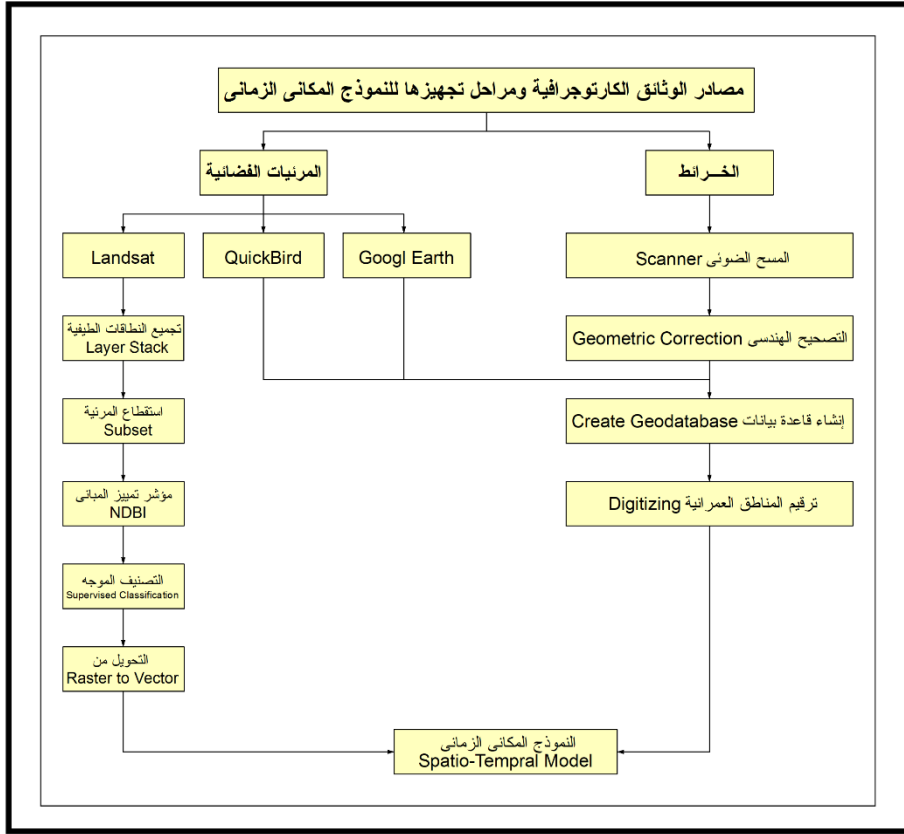 مصادر الوثائق الكارتوجرافية ومراحل تجهيزها للنموذج المكانى الزمانى
الخـــرائط
المرئيات الفضائية
المسح الضوئى Scanner
Googl Earth
QuickBird
Landsat
التصحيح الهندسى Geometric Correction
تجميع النطاقات الطيفية
Layer Stack
إنشاء قاعدة بيانات Create Geodatabase
استقطاع المرئية
Subset
ترقيم المناطق العمرانية Digitizing
مؤشر تمييز المبانى
NDBI
التصنيف الموجه
Supervised Classification
التحويل من
Raster to Vector
النموذج المكانى الزمانى
Spatio-Tempral Model